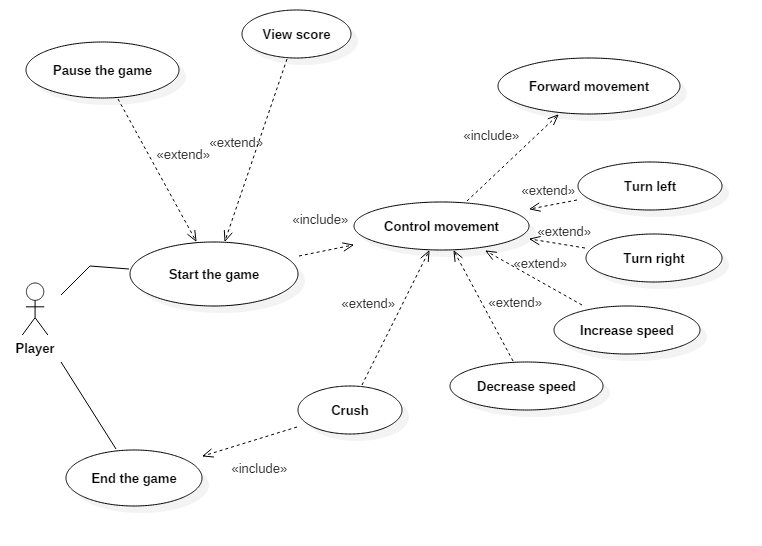 View score
Pause the game
Forward movement
«include»
«extend»
«extend»
Turn left
«extend»
«include»
Control movement
«extend»
Turn right
«extend»
Start the game
«extend»
«extend»
Increase speed
Player
Decrease speed
Crush
«include»
End the game